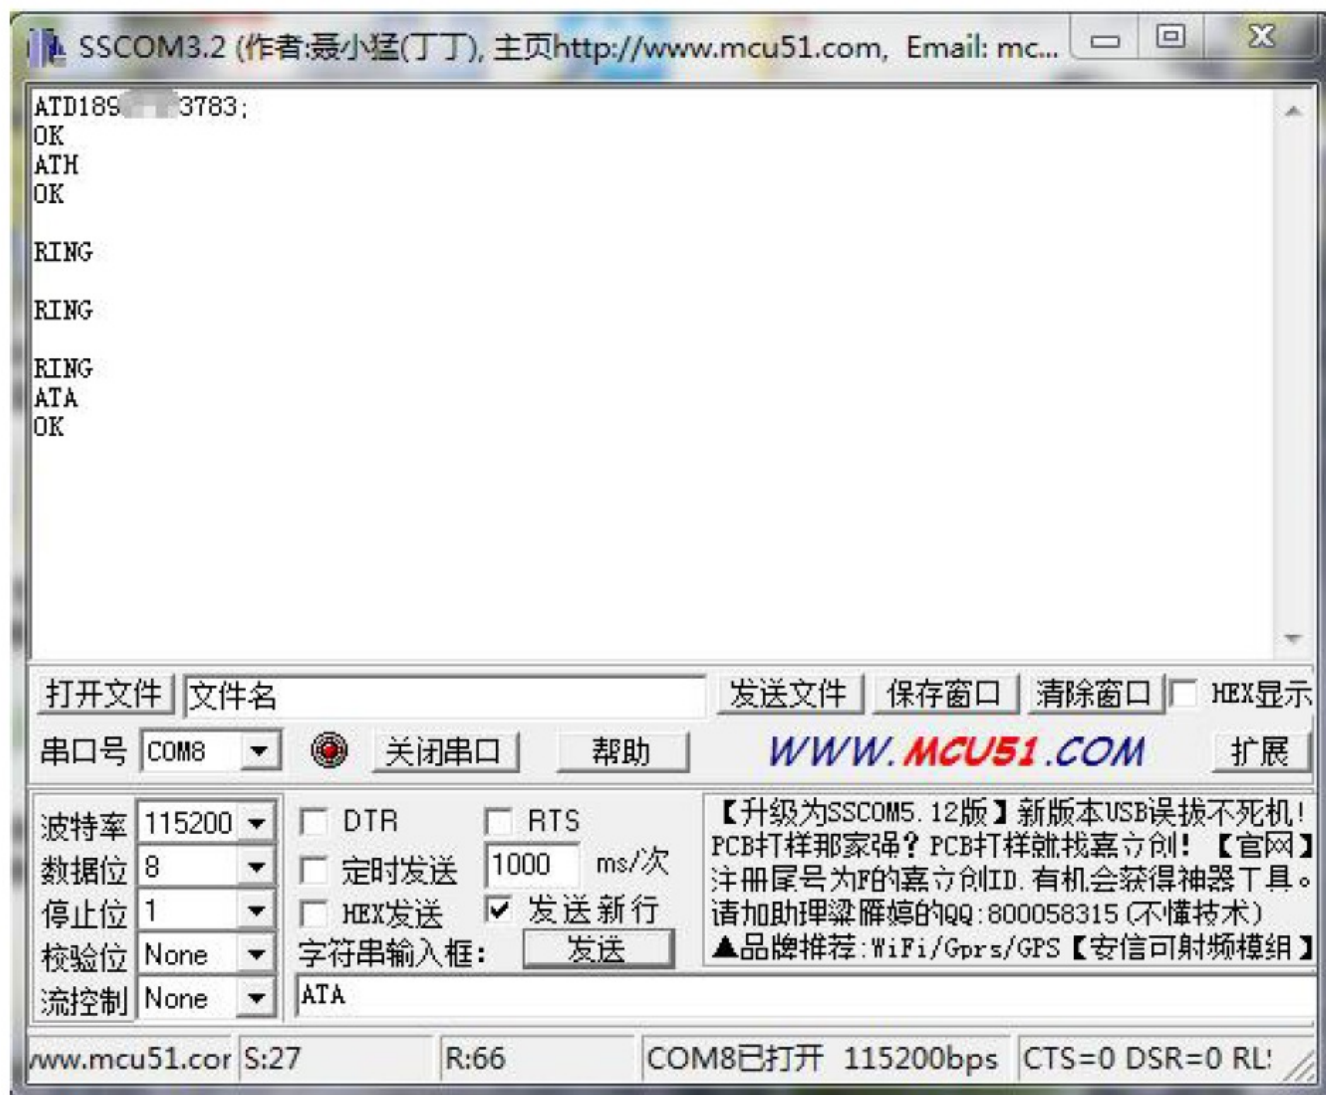 SSCOM3.2 (作者:聂小猛(丁丁), 主页http://www.mcu51.com, Email: mc...
ATD189 3783;
OK
ATH
OK
RING
RING
RING
ATA
OK
打开文件 文件名 发送文件 保存窗口 清除窗口 HEX显示
串口号 COM8 关闭串口 帮助 WWW.MCU51.COM 扩展
波特率 115200 DTR RTS
数据位 8 定时发送 1000 ms/次
停止位 1 HEX发送 发送新行
校验位 None 字符串输入框: 发送
流控制 None ATA
【升级为SSCOM5.12版】新版本USB误拔不死机!
PCB打样那家强? PCB打样就找嘉立创! 【官网】
注册尾号为F的嘉立创ID.有机会获得神器工具。
请加助理梁雁婷的QQ:800058315(不懂技术)
▲品牌推荐:WiFi/Gprs/GPS【安信可射频模组】
www.mcu51.cor S:27 R:66 COM8已打开 115200bps CTS=0 DSR=0 RL